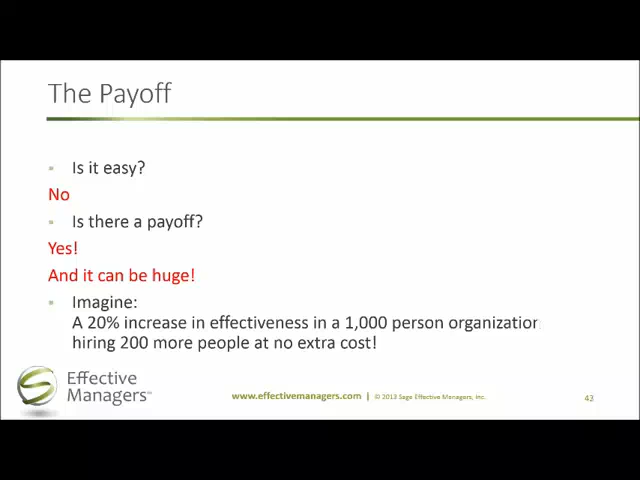 The Payoff
Is it easy?
No
Is there a payoff?
Yes!
And it can be huge!
Imagine:
A 20% increase in effectiveness in a 1,000 person organization
hiring 200 more people at no extra cost!
Effective
Managers™
www.effectivemanagers.com | © 2013 Sage Effective Managers, Inc.
43